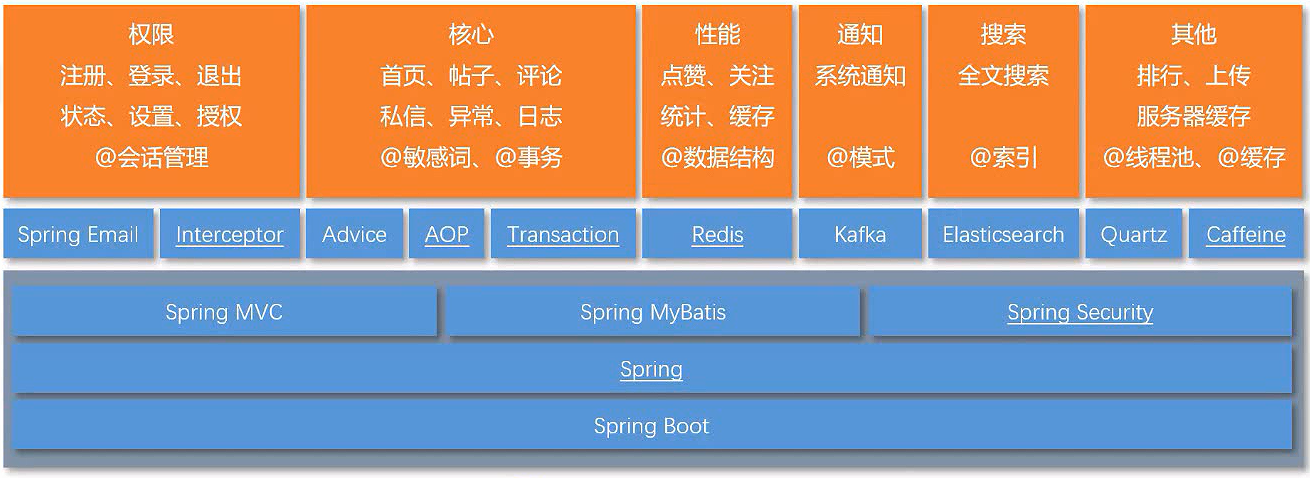 权限
注册、登录、退出
状态、设置、授权
@会话管理
核心
首页、帖子、评论
私信、异常、日志
@敏感词、@事务
性能
点赞、关注
统计、缓存
@数据结构
通知
系统通知
@模式
搜索
全文搜索
@索引
其他
排行、上传
服务器缓存
@线程池、@缓存
Spring Email
Interceptor
Advice
AOP
Transaction
Redis
Kafka
Elasticsearch
Quartz
Caffeine
Spring MVC
Spring MyBatis
Spring Security
Spring
Spring Boot